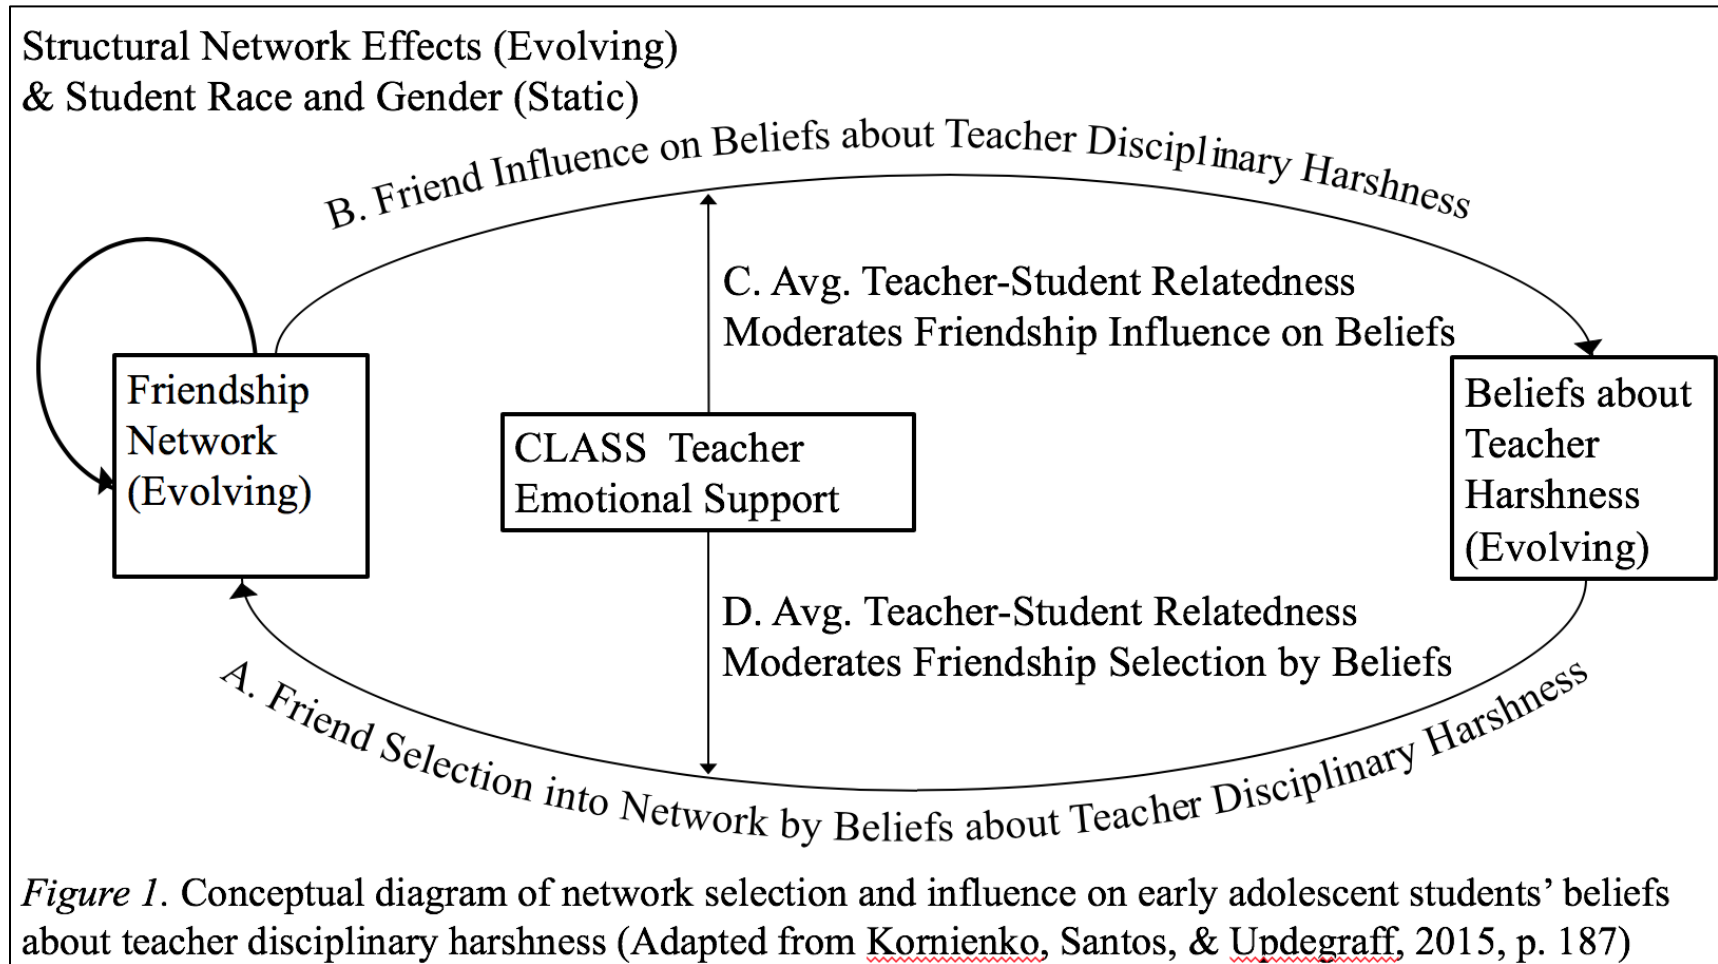 Structural Network Effects (Evolving)
& Student Race and Gender (Static)
B. Friend Influence on Beliefs about Teacher Disciplinary Harshness
C. Avg. Teacher-Student Relatedness
Moderates Friendship Influence on Beliefs
Friendship
Network
(Evolving)
CLASS Teacher
Emotional Support
Beliefs about
Teacher
Harshness
(Evolving)
D. Avg. Teacher-Student Relatedness
Moderates Friendship Selection by Beliefs
A. Friend Selection into Network by Beliefs about Teacher Disciplinary Harshness
Figure 1. Conceptual diagram of network selection and influence on early adolescent students’ beliefs
about teacher disciplinary harshness (Adapted from Kornienko, Santos, & Updegraff, 2015, p. 187)